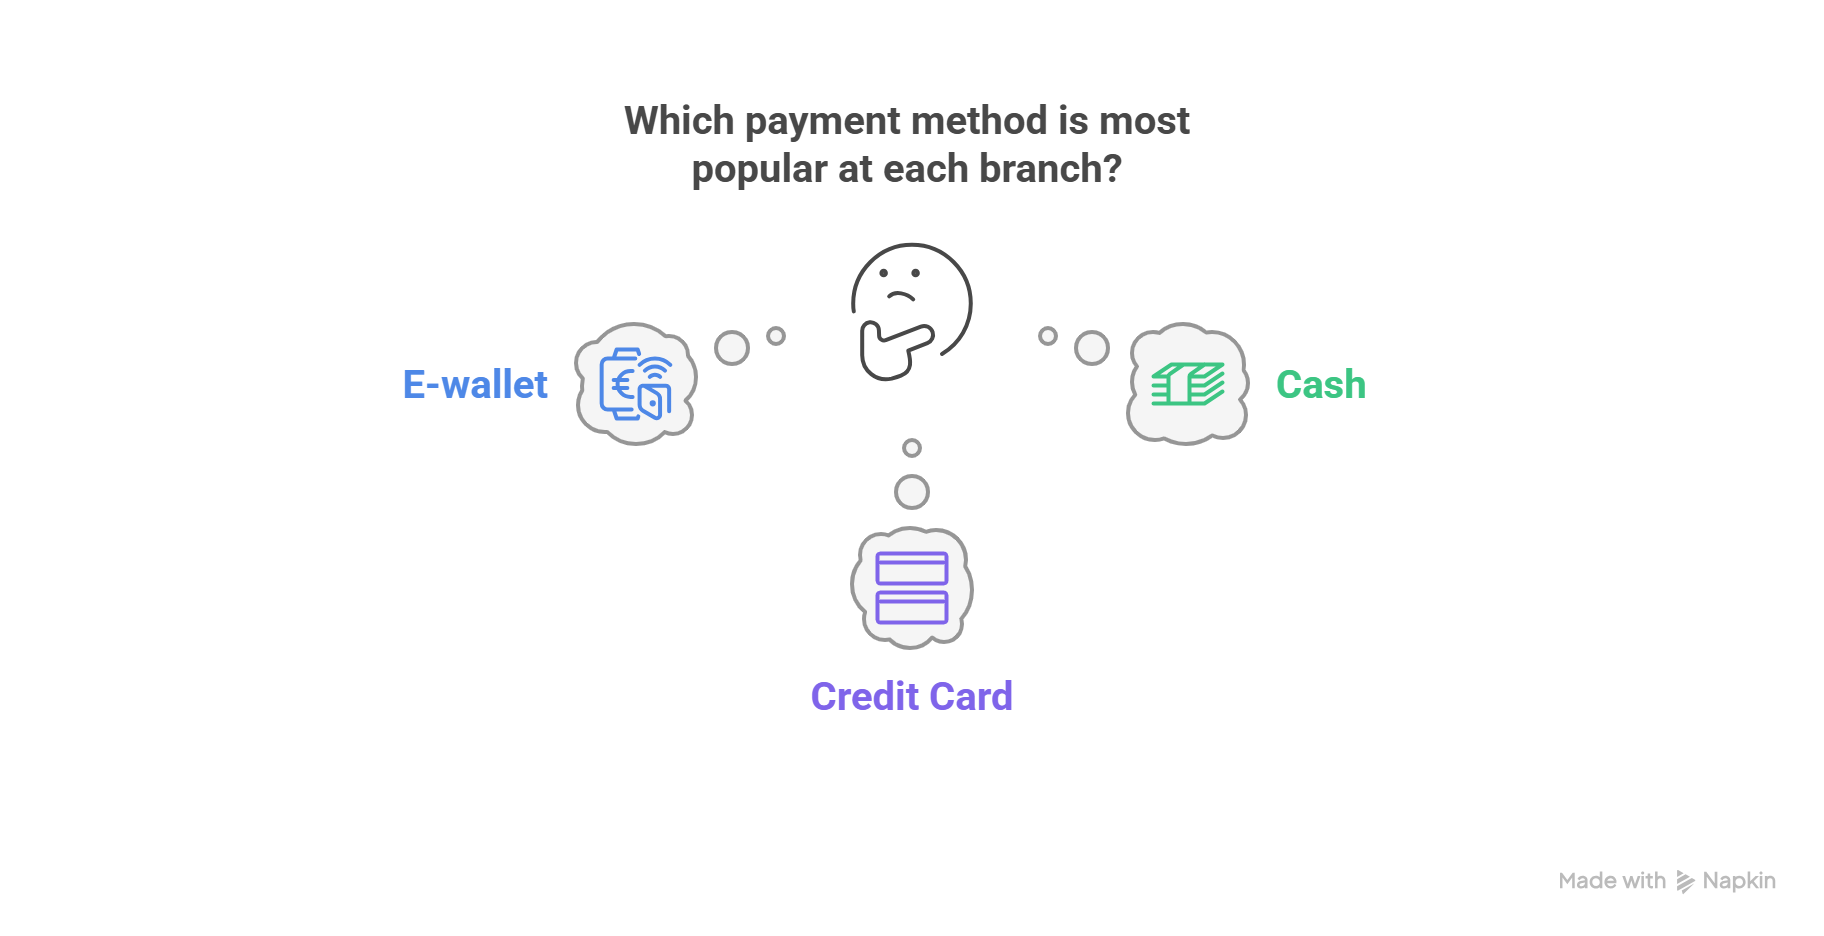 Which payment method is most
popular at each branch?
E-wallet
Cash
Credit Card
Made with Napkin